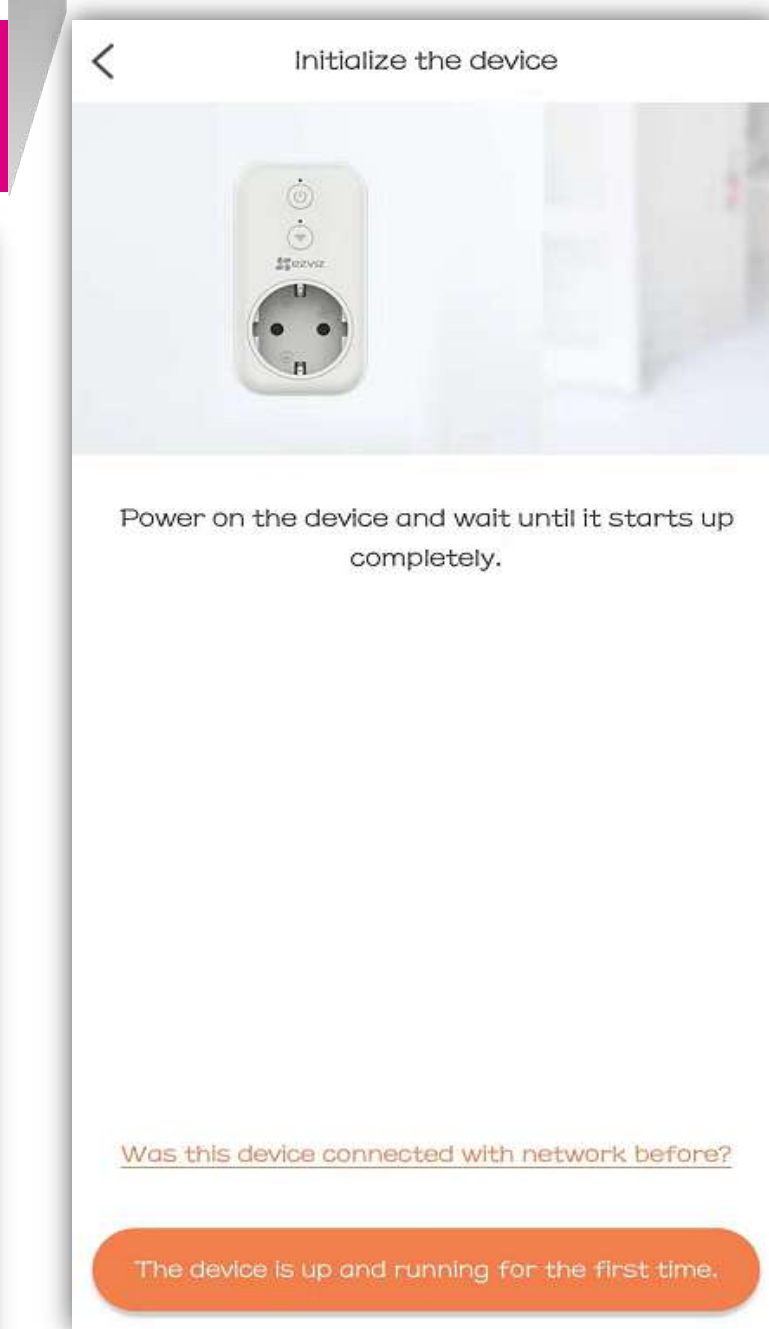 Initialize the device
ezviz
Power on the device and wait until it starts up
completely.
Was this device connected with network before?
The device is up and running for the first time.